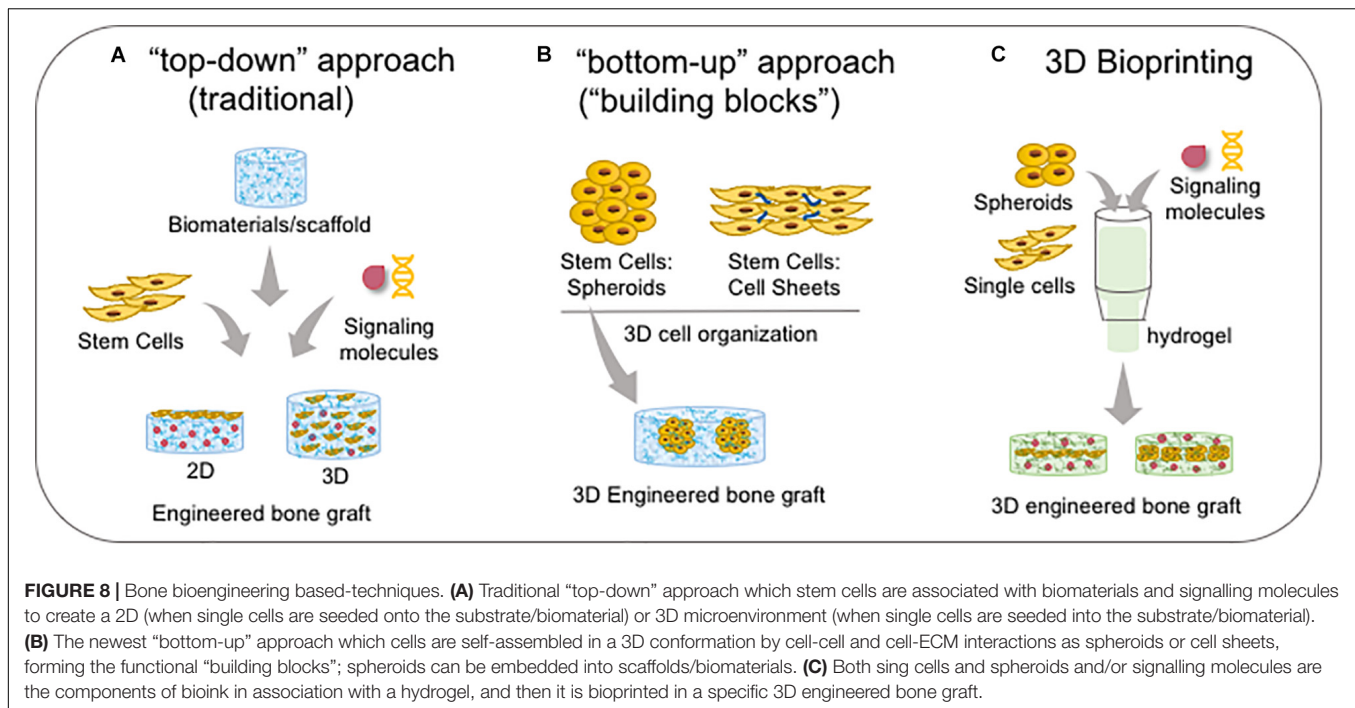 A "top-down" approach
(traditional)
Biomaterials/scaffold
Stem Cells
Signaling
molecules
2D
3D
Engineered bone graft
B "bottom-up" approach
("building blocks")
Stem Cells:
Spheroids
Stem Cells:
Cell Sheets
3D cell organization
3D Engineered bone graft
C 3D Bioprinting
Spheroids
Signaling
molecules
Single cells
hydrogel
3D engineered bone graft
FIGURE 8 | Bone bioengineering based-techniques. (A) Traditional "top-down" approach which stem cells are associated with biomaterials and signalling molecules
to create a 2D (when single cells are seeded onto the substrate/biomaterial) or 3D microenvironment (when single cells are seeded into the substrate/biomaterial).
(B) The newest "bottom-up" approach which cells are self-assembled in a 3D conformation by cell-cell and cell-ECM interactions as spheroids or cell sheets,
forming the functional "building blocks"; spheroids can be embedded into scaffolds/biomaterials. (C) Both sing cells and spheroids and/or signalling molecules are
the components of bioink in association with a hydrogel, and then it is bioprinted in a specific 3D engineered bone graft.